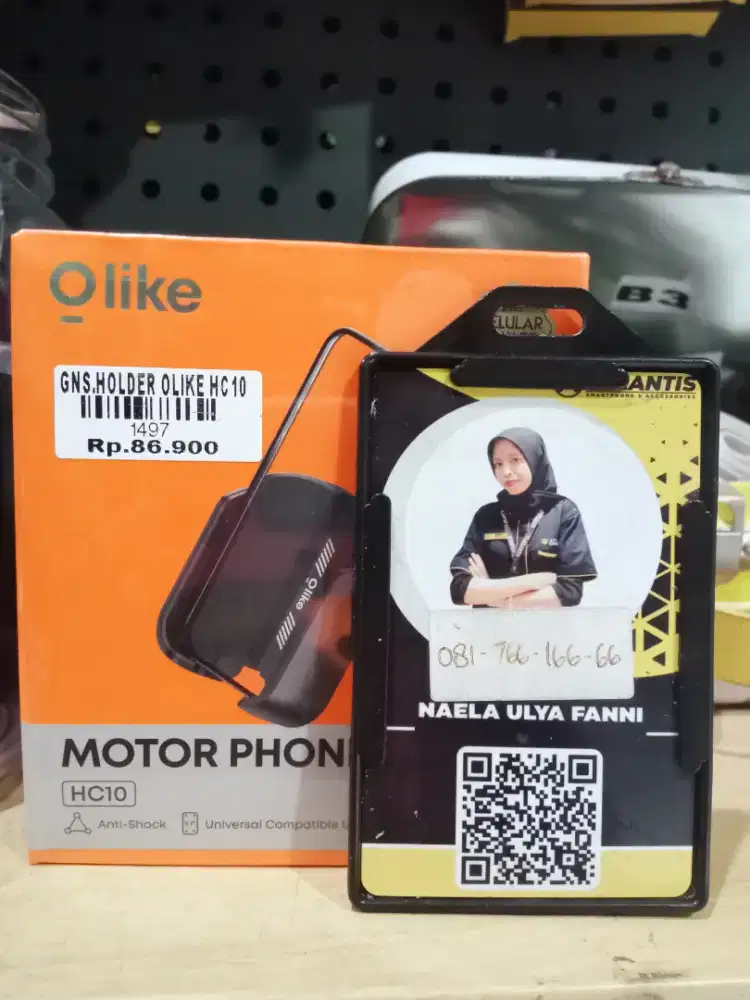 Olike
GNS.HOLDER OLIKE HC10
1497
Rp.86.900
Olike
MOTOR PHON
HC10
Anti-Shock
Universal Compatible
ELULAR
ANTIS
SMARTPHONE & ACCESSORIES
081-766-166-66
NAELA ULYA FANNI
B3